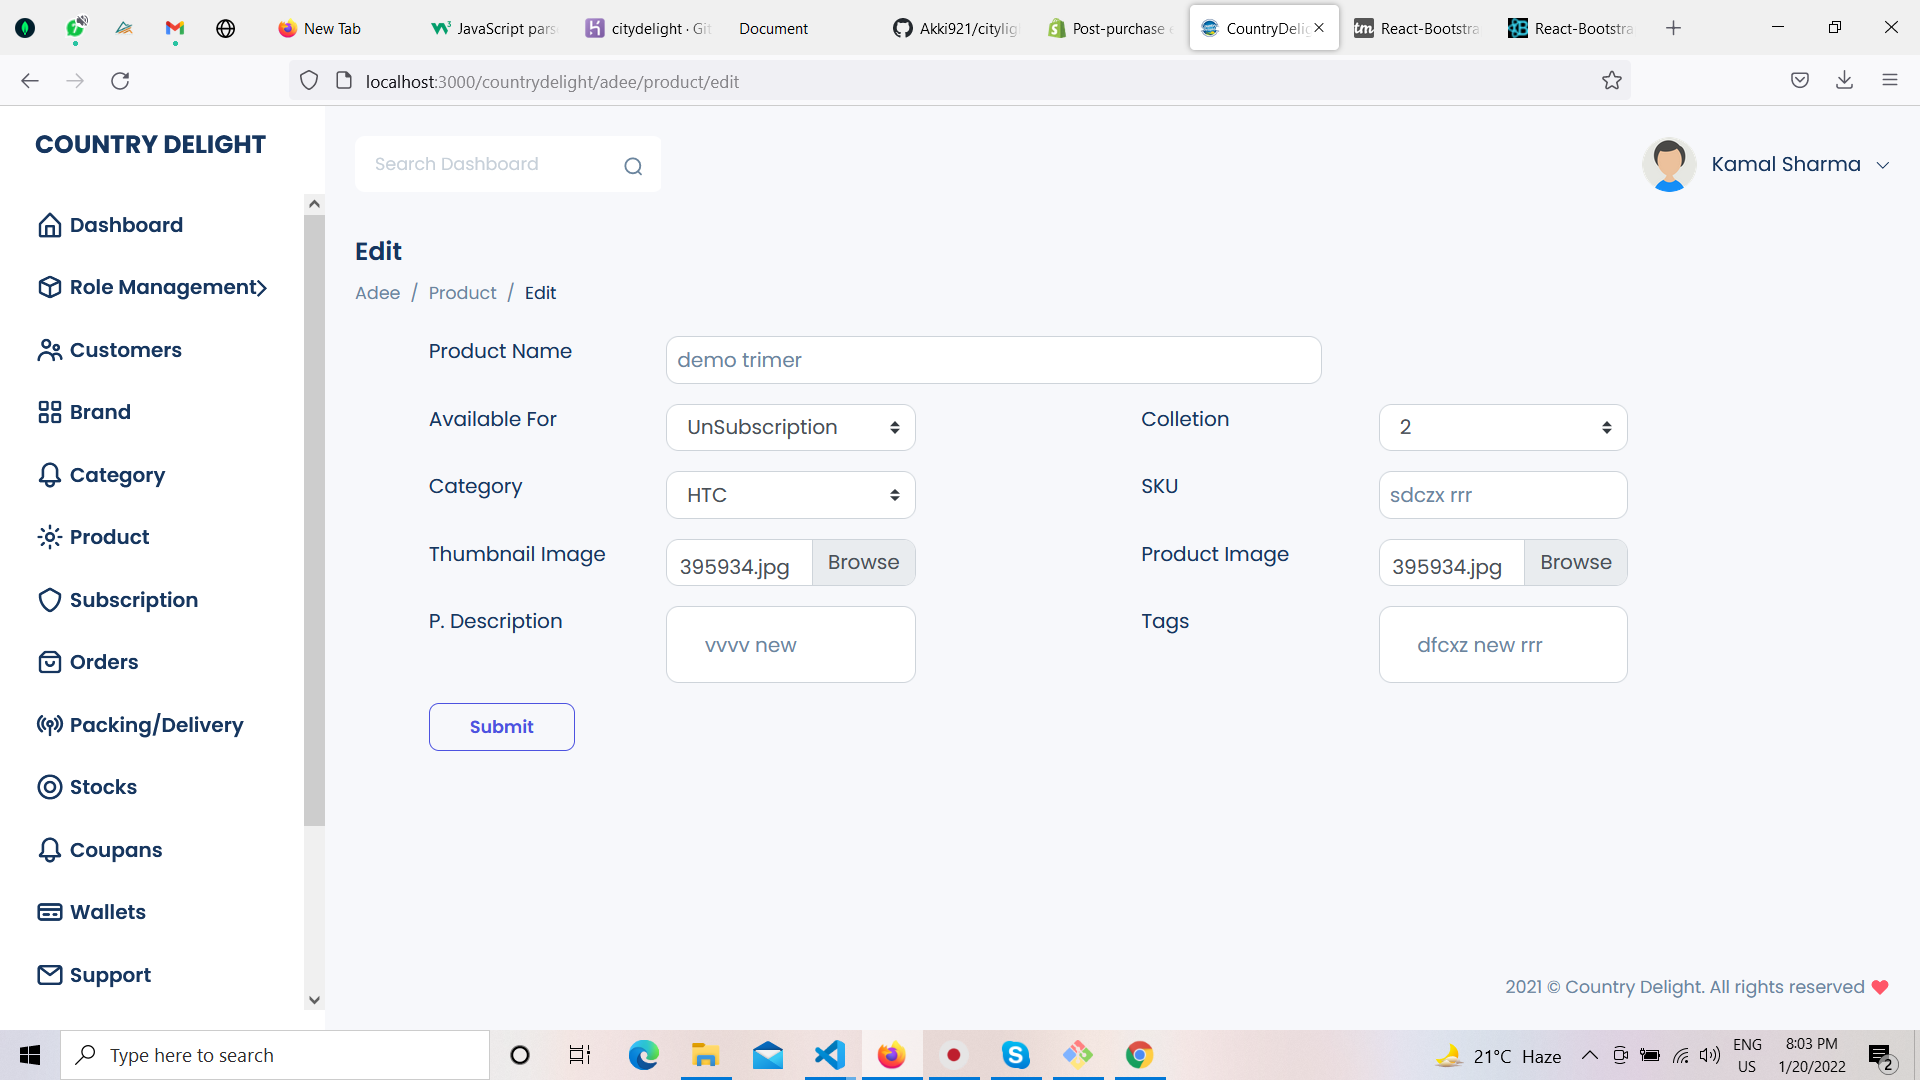 New Tab
JavaScript pars
citydelight · Git
Document
Akki921/cityligh
Post-purchase e
CountryDelig
React-Bootstra
React-Bootstra
localhost:3000/countrydelight/adee/product/edit
COUNTRY DELIGHT
Search Dashboard
Kamal Sharma
Dashboard
Role Management
Customers
Brand
Category
Product
Subscription
Orders
Packing/Delivery
Stocks
Coupans
Wallets
Support
Edit
Adee / Product / Edit
Product Name
demo trimer
Available For
UnSubscription
Colletion
2
Category
HTC
SKU
sdczx rrr
Thumbnail Image
395934.jpg
Browse
Product Image
395934.jpg
Browse
P. Description
vvvv new
Tags
dfcxz new rrr
Submit
2021 © Country Delight. All rights reserved
Type here to search
21°C Haze
ENG
US
8:03 PM
1/20/2022
2